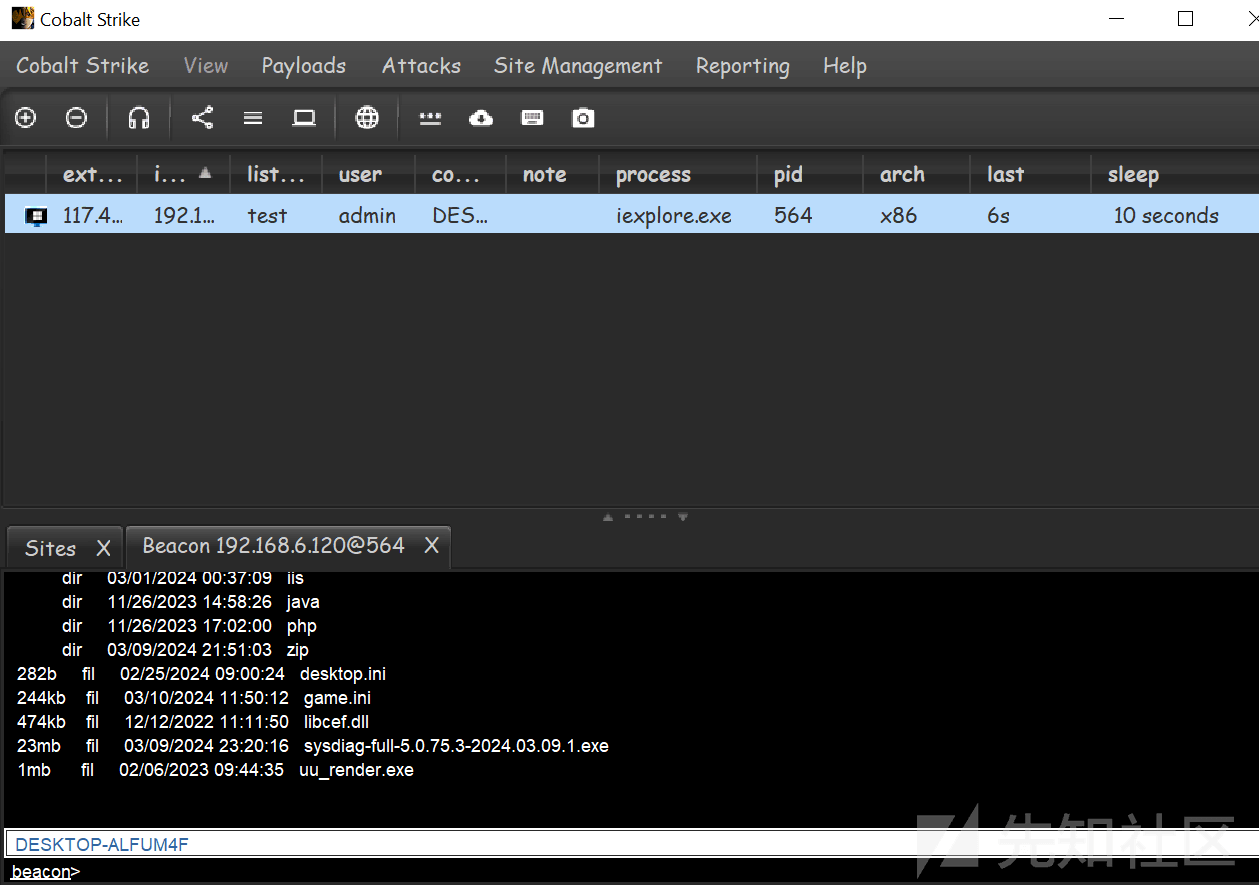 Cobalt Strike
Cobalt Strike View Payloads Attacks Site Management Reporting Help
ext... i... list... user co... note process pid arch last sleep
117.4... 192.1... test admin DES... iexplore.exe 564 x86 6s 10 seconds
Sites X Beacon 192.168.6.120@564 X
dir 03/01/2024 00:37:09 iis
dir 11/26/2023 14:58:26 java
dir 11/26/2023 17:02:00 php
dir 03/09/2024 21:51:03 zip
282b fil 02/25/2024 09:00:24 desktop.ini
244kb fil 03/10/2024 11:50:12 game.ini
474kb fil 12/12/2022 11:11:50 libcef.dll
23mb fil 03/09/2024 23:20:16 sysdiag-full-5.0.75.3-2024.03.09.1.exe
1mb fil 02/06/2023 09:44:35 uu_render.exe
DESKTOP-ALFUM4F
beacon>
先知社区